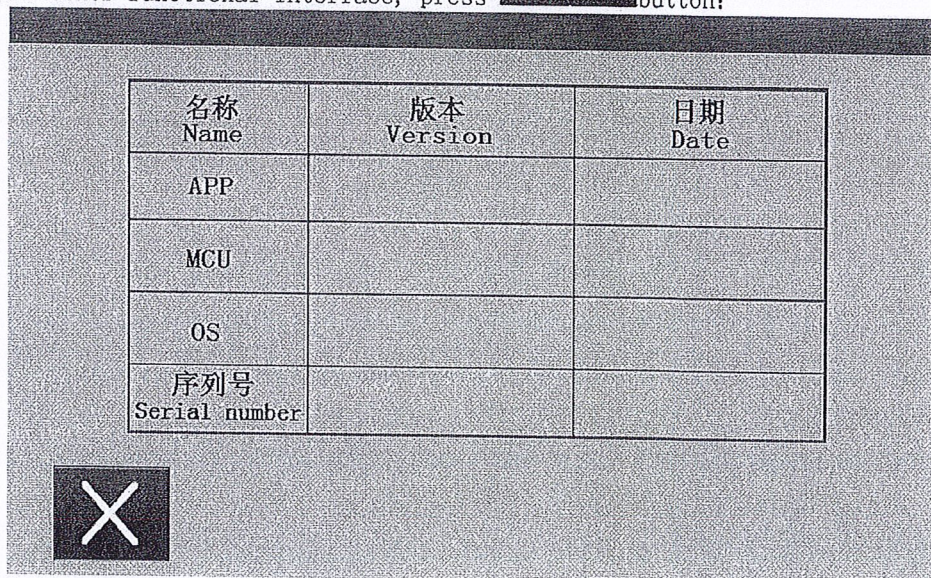 functional interface, press button:
名称
Name
版本
Version
日期
Date
APP
MCU
OS
序列号
Serial number